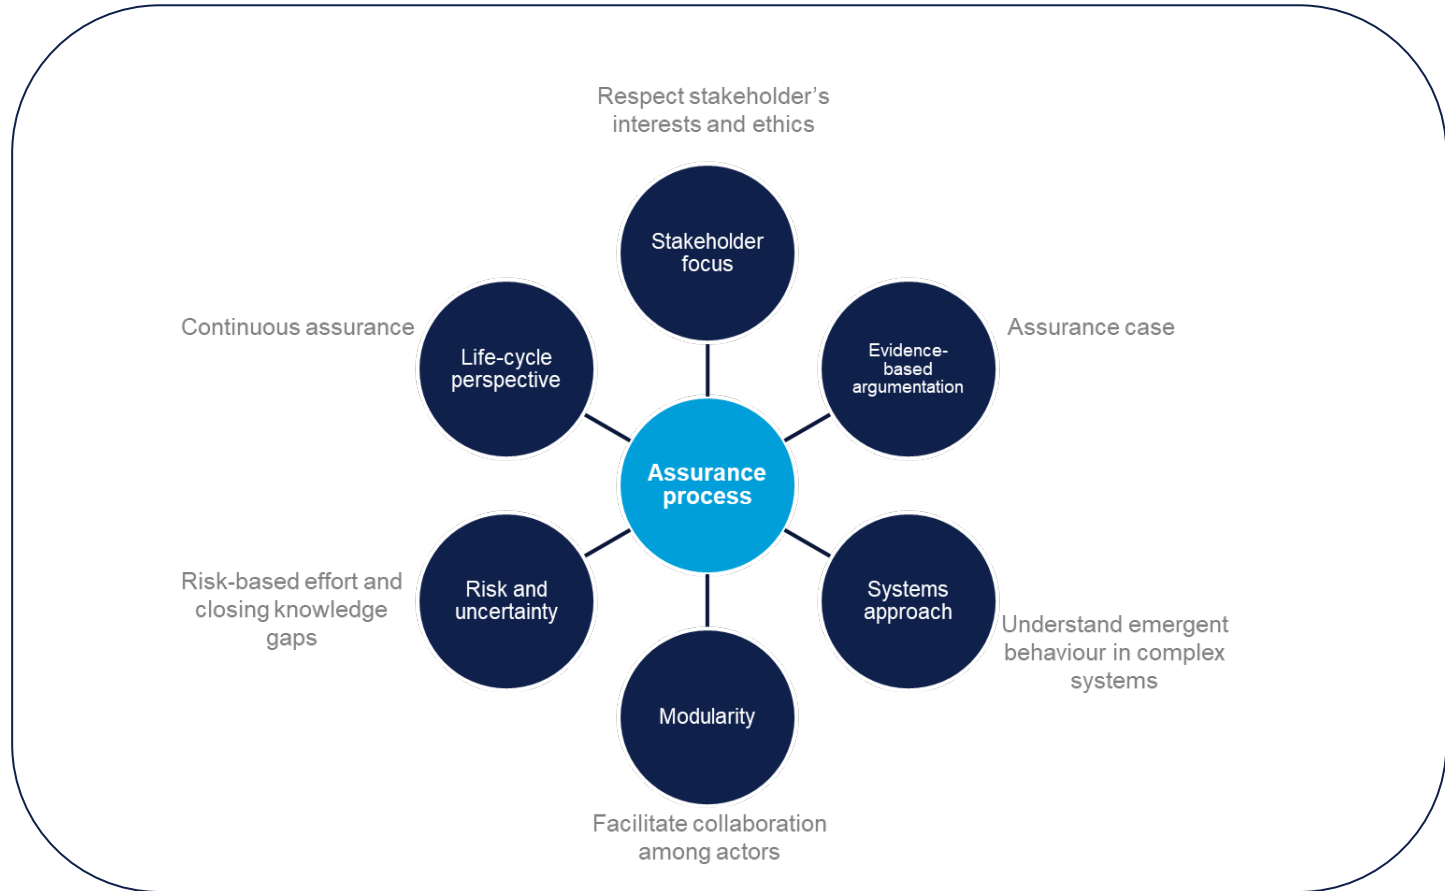 Respect stakeholder’s
interests and ethics
Stakeholder
focus
Continuous assurance
Life-cycle
perspective
Evidence-
based
argumentation
Assurance case
Assurance
process
Risk-based effort and
closing knowledge
gaps
Risk and
uncertainty
Systems
approach
Understand emergent
behaviour in complex
systems
Modularity
Facilitate collaboration
among actors